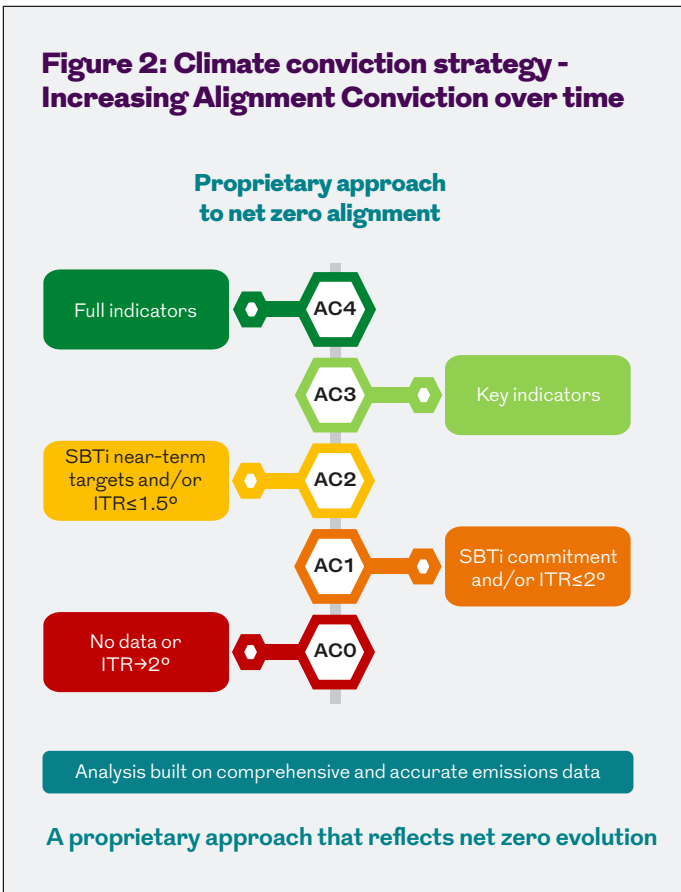 Figure 2: Climate conviction strategy -
Increasing Alignment Conviction over time
Proprietary approach
to net zero alignment
Full indicators
AC4
AC3
Key indicators
SBTi near-term
targets and/or
ITR≤1.5°
AC2
AC1
SBTi commitment
and/or ITR≤2°
No data or
ITR→2°
AC0
Analysis built on comprehensive and accurate emissions data
A proprietary approach that reflects net zero evolution